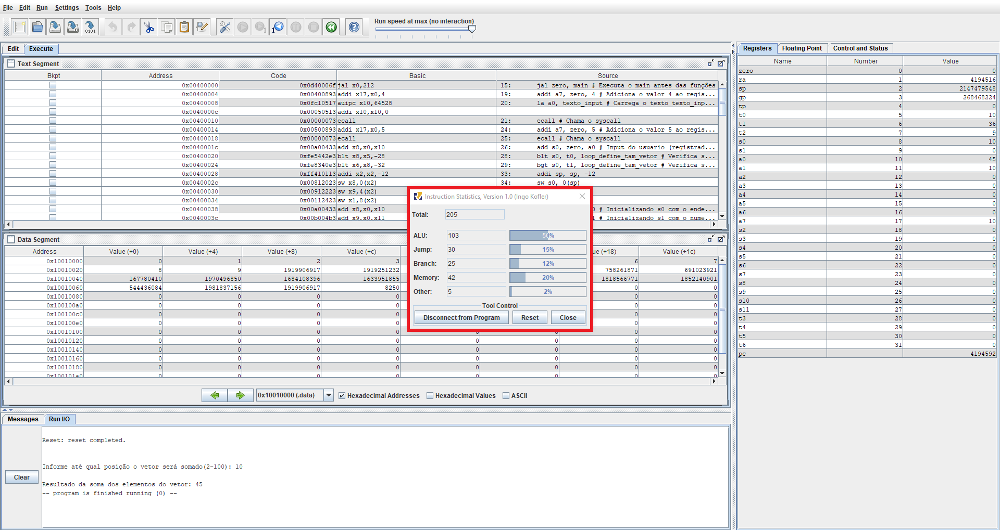 File Edit Run Settings Tools Help
Run speed at max (no interaction)
Edit Execute
Text Segment
Bkpt Address Code Basic Source
0x00400000 0x0d40006f jal x0,212 15: jal zero, main # Executa o main antes das funções
0x00400004 0x00400893 addi x17,x0,4 19: addi a7, zero, 4 # Adiciona o valor 4 ao regis...
0x00400008 0x0fc10517 auipc x10,64528 20: la a0, texto_input # Carrega o texto texto_inp...
0x0040000c 0x00050513 addi x10,x10,0
0x00400010 0x00000073 ecall 21: ecall # Chama o syscall
0x00400014 0x00500893 addi x17,x0,5 24: addi a7, zero, 5 # Adiciona o valor 5 ao regis...
0x00400018 0x00000073 ecall 25: ecall # Chama o syscall
0x0040001c 0x00a00433 add x8,x0,x10 26: add s0, zero, a0 # Input do usuario (registrad...
0x00400020 0xfe5442e3 blt x8,x5,-28 28: blt s0, t0, loop_define_tam_vetor # Verifica s...
0x00400024 0xfe8340e3 blt x6,x8,-32 29: bgt s0, t1, loop_define_tam_vetor # Verifica s...
0x00400028 0xff410113 addi x2,x2,-12 33: addi sp, sp, -12
0x0040002c 0x00812023 sw x8,0(x2) 34: sw s0, 0(sp)
0x00400030 0x00912223 sw x9,4(x2)
0x00400034 0x00112423 sw x1,8(x2)
0x00400038 0x00a00433 add x8,x0,x10 0 # Inicializando s0 com o ende...
0x0040003c 0x00b004b3 add x9,x0,x11 1 # Inicializando s1 com o nume...
Instruction Statistics, Version 1.0 (Ingo Kofler)
Total: 205
ALU: 103 50%
Jump: 30 15%
Branch: 25 12%
Memory: 42 20%
Other: 5 2%
Tool Control
Disconnect from Program Reset Close
Data Segment
Address Value (+0) Value (+4) Value (+8) Value (+c) ue (+18) Value (+1c)
0x10010000 0 1 2 3 6 7
0x10010020 8 9 1919906917 1919251232 758261871 691023921
0x10010040 167780410 1970496850 1684108396 1633951855 1818566771 1852140901
0x10010060 544436084 1981837156 1919906917 8250 0 0
0x10010080 0 0 0 0 0 0
0x100100a0 0 0 0 0 0 0
0x100100c0 0 0 0 0 0 0
0x100100e0 0 0 0 0 0 0
0x10010100 0 0 0 0 0 0 0 0
0x10010120 0 0 0 0 0 0 0 0
0x10010140 0 0 0 0 0 0 0 0
0x10010160 0 0 0 0 0 0 0 0
0x10010180 0 0 0 0 0 0 0 0
0x100101a0 0 0 0 0 0 0 0 0
0x10010000 (.data) Hexadecimal Addresses Hexadecimal Values ASCII
Messages Run I/O
Clear
Reset: reset completed.
Informe até qual posição o vetor será somado(2-100): 10
Resultado da soma dos elementos do vetor: 45
-- program is finished running (0) --
Registers Floating Point Control and Status
Name Number Value
zero 0 0
ra 1 4194516
sp 2 2147479548
gp 3 268468224
tp 4 0
t0 5 10
t1 6 36
t2 7 9
s0 8 10
s1 9 0
a0 10 45
a1 11 10
a2 12 0
a3 13 0
a4 14 0
a5 15 0
a6 16 0
a7 17 10
s2 18 0
s3 19 0
s4 20 0
s5 21 0
s6 22 0
s7 23 0
s8 24 0
s9 25 0
s10 26 0
s11 27 0
t3 28 0
t4 29 0
t5 30 0
t6 31 0
pc 4194592